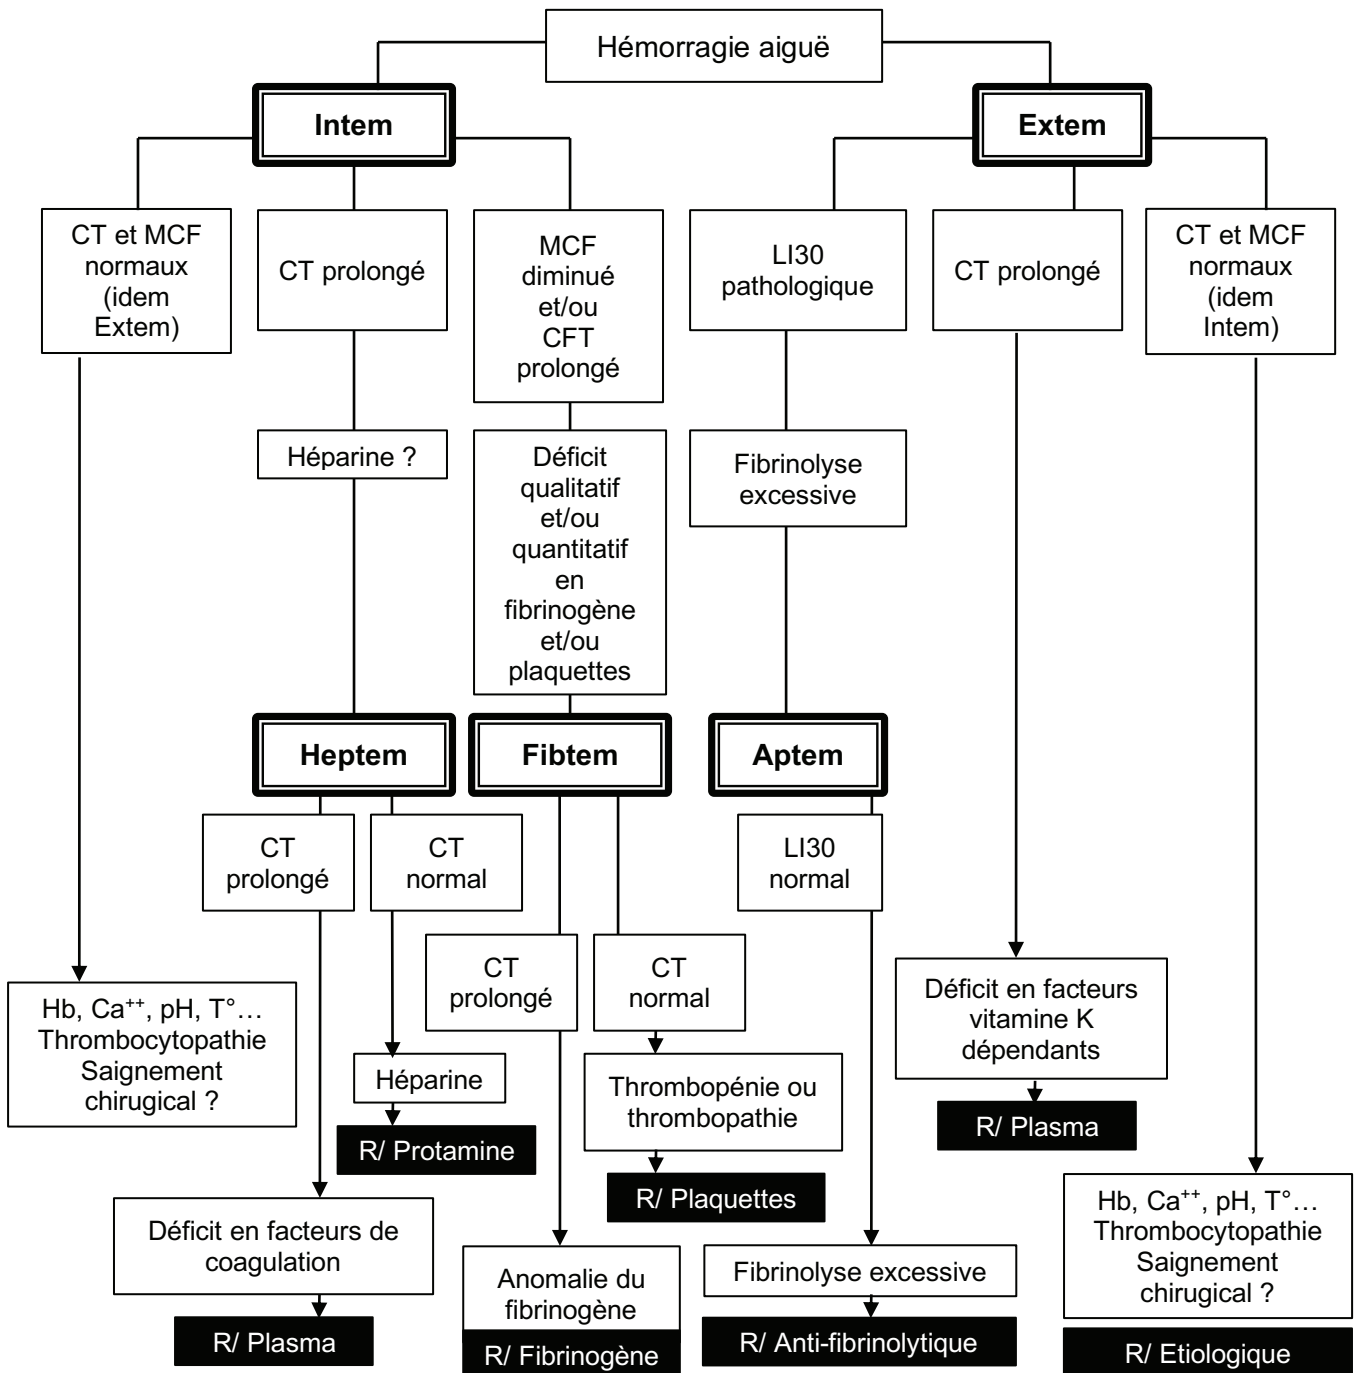 Hémorragie aiguë
Intem
Extem
CT et MCF
normaux
(idem
Extem)
CT prolongé
MCF
diminué
et/ou
CFT
prolongé
LI30
pathologique
CT prolongé
CT et MCF
normaux
(idem
Intem)
Héparine ?
Déficit
qualitatif
et/ou
quantitatif
en
fibrinogène
et/ou
plaquettes
Fibrinolyse
excessive
Heptem
Fibtem
Aptem
CT
prolongé
CT
normal
LI30
normal
CT
prolongé
CT
normal
Hb, Ca⁺⁺, pH, T°…
Thrombocytopathie
Saignement
chirugical ?
Déficit en facteurs
vitamine K
dépendants
Héparine
Thrombopénie ou
thrombopathie
R/ Plasma
R/ Protamine
R/ Plaquettes
Hb, Ca⁺⁺, pH, T°…
Thrombocytopathie
Saignement
chirugical ?
Déficit en facteurs de
coagulation
Anomalie du
fibrinogène
Fibrinolyse excessive
R/ Plasma
R/ Fibrinogène
R/ Anti-fibrinolytique
R/ Etiologique